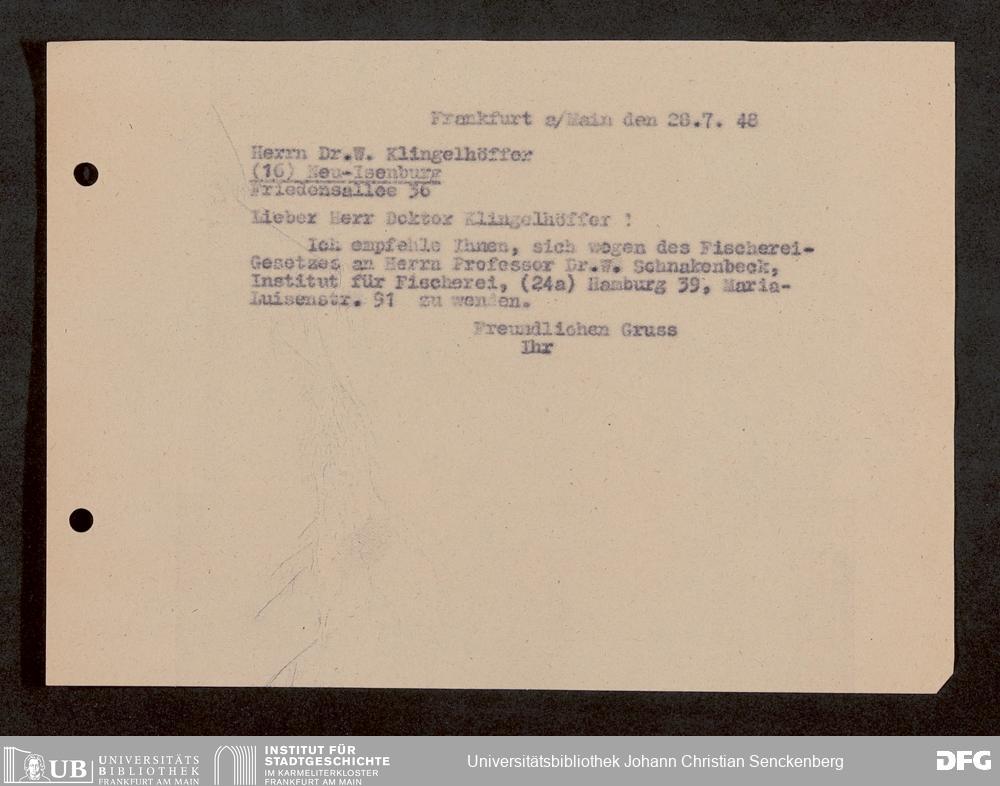 Frankfurt a/Main den 28.7. 48
Herrn Dr.W. Klingelhöffer
(16) Neu-Isenburg
Friedensallee 36
Lieber Herr Doktor Klingelhöffer !
Ich empfehle Ihnen, sich wegen des Fischerei-
Gesetzes an Herrn Professor Dr.W. Schnakenbeck,
Institut für Fischerei, (24a) Hamburg 39, Maria-
Luisenstr. 91 zu wenden.
Freundlichen Gruss
Ihr
UB UNIVERSITÄTS
BIBLIOTHEK
FRANKFURT AM MAIN
INSTITUT FÜR
STADTGESCHICHTE
IM KARMELITERKLOSTER
FRANKFURT AM MAIN
Universitätsbibliothek Johann Christian Senckenberg
DFG